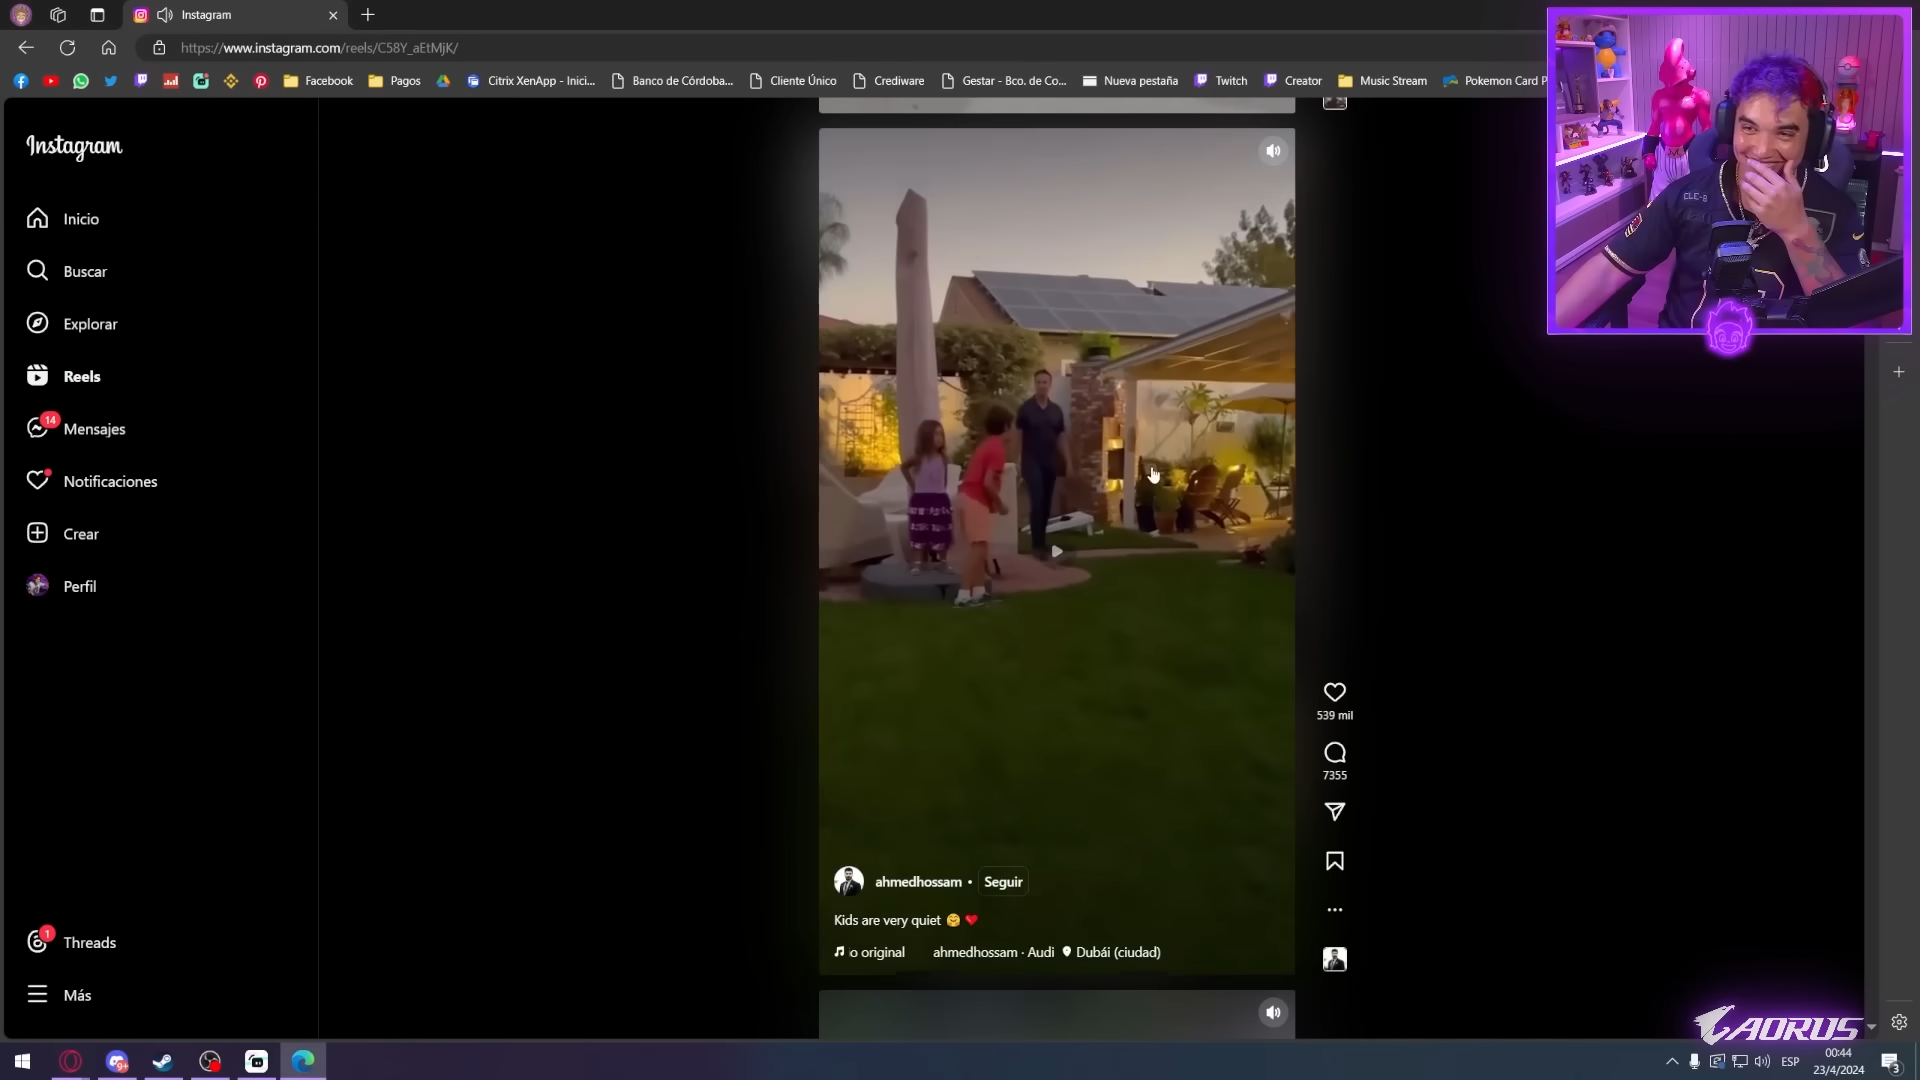 Instagram
https://www.instagram.com/reels/C58Y_aEtMjK/
Facebook
Pagos
Citrix XenApp - Inici...
Banco de Córdoba...
Cliente Único
Crediware
Gestar - Bco. de Co...
Nueva pestaña
Twitch
Creator
Music Stream
Pokemon Card P
Instagram
Inicio
Buscar
Explorar
Reels
14
Mensajes
Notificaciones
Crear
Perfil
539 mil
7355
ahmedhossam • Seguir
Kids are very quiet 🤗 ❤️
o original ahmedhossam · Audi Dubái (ciudad)
1
Threads
Más
AORUS
9+
ESP
00:44
23/4/2024
3